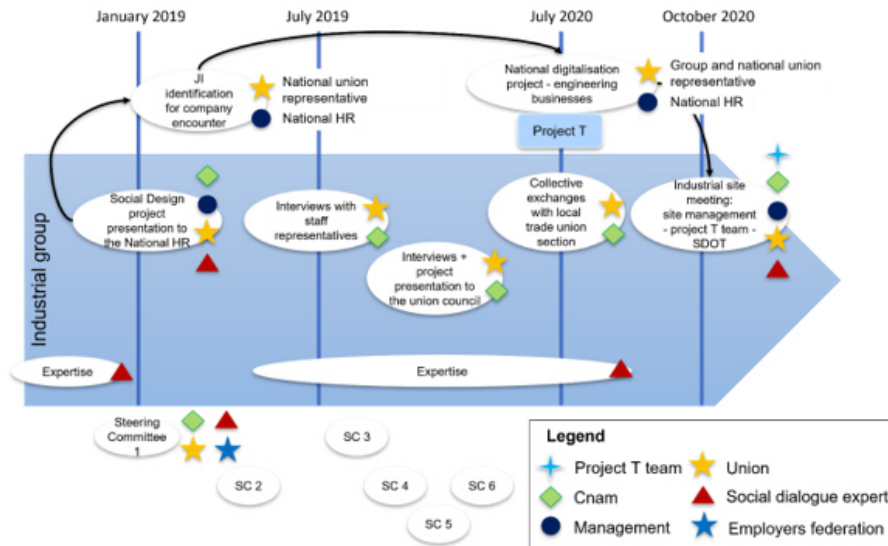 January 2019
July 2019
July 2020
October 2020
JI
identification
for company
encounter
National union
representative
National HR
National digitalisation
project - engineering
businesses
Group and national union
representative
National HR
Project T
Industrial group
Social Design
project
presentation to
the National HR
Interviews with
staff
representatives
Interviews +
project
presentation to
the union council
Collective
exchanges
with local
trade union
section
Industrial site
meeting:
site management
- project T team -
SDOT
Expertise
Expertise
Steering
Committee
1
SC 2
SC 3
SC 4
SC 5
SC 6
Legend
Project T team
Union
Cnam
Social dialogue expert
Management
Employers federation